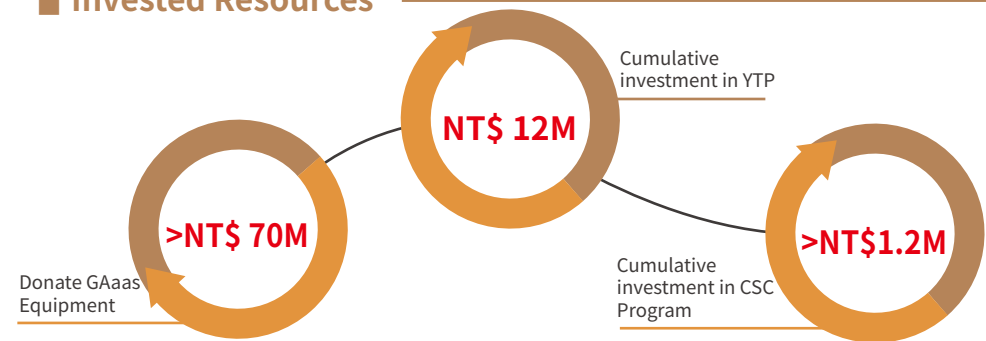 Invested Resources
NT$ 12M
Cumulative
investment in YTP
>NT$ 70M
Donate GAaas
Equipment
>NT$1.2M
Cumulative
investment in CSC
Program